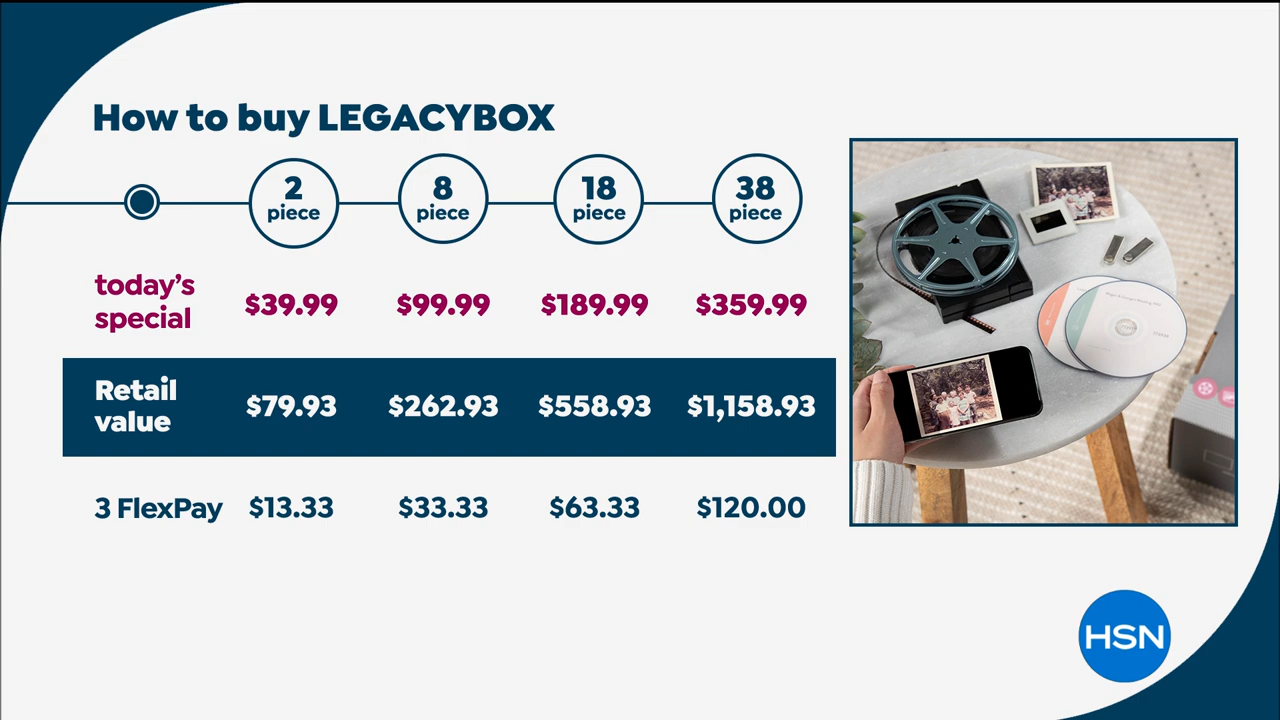 How to buy LEGACYBOX
2 piece
8 piece
18 piece
38 piece
today's special
$39.99 $99.99 $189.99 $359.99
Retail value
$79.93 $262.93 $558.93 $1,158.93
3 FlexPay $13.33 $33.33 $63.33 $120.00
HSN